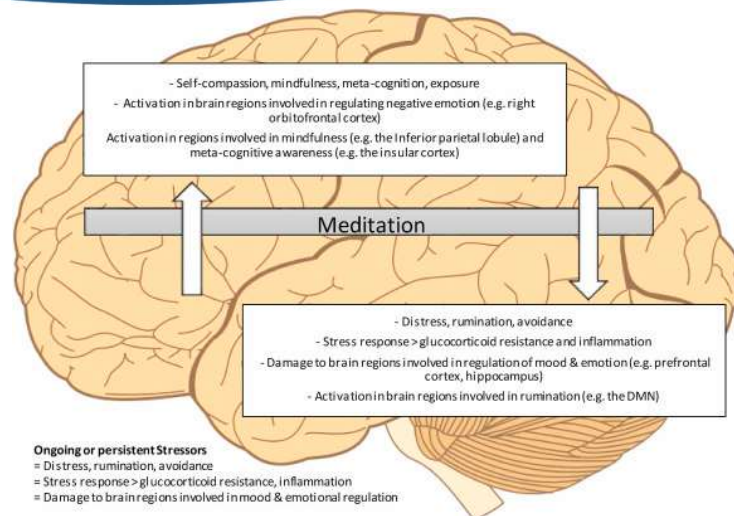 - Self-compassion, mindfulness, meta-cognition, exposure
- Activation in brain regions involved in regulating negative emotion (e.g. right
orbitofrontal cortex)
Activation in regions involved in mindfulness (e.g. the Inferior parietal lobule) and
meta-cognitive awareness (e.g. the insular cortex)
Meditation
- Distress, rumination, avoidance
- Stress response > glucocorticoid resistance and inflammation
- Damage to brain regions involved in regulation of mood & emotion (e.g. prefrontal
cortex, hippocampus)
- Activation in brain regions involved in rumination (e.g. the DMN)
Ongoing or persistent Stressors
= Distress, rumination, avoidance
= Stress response > glucocorticoid resistance, inflammation
= Damage to brain regions involved in mood & emotional regulation